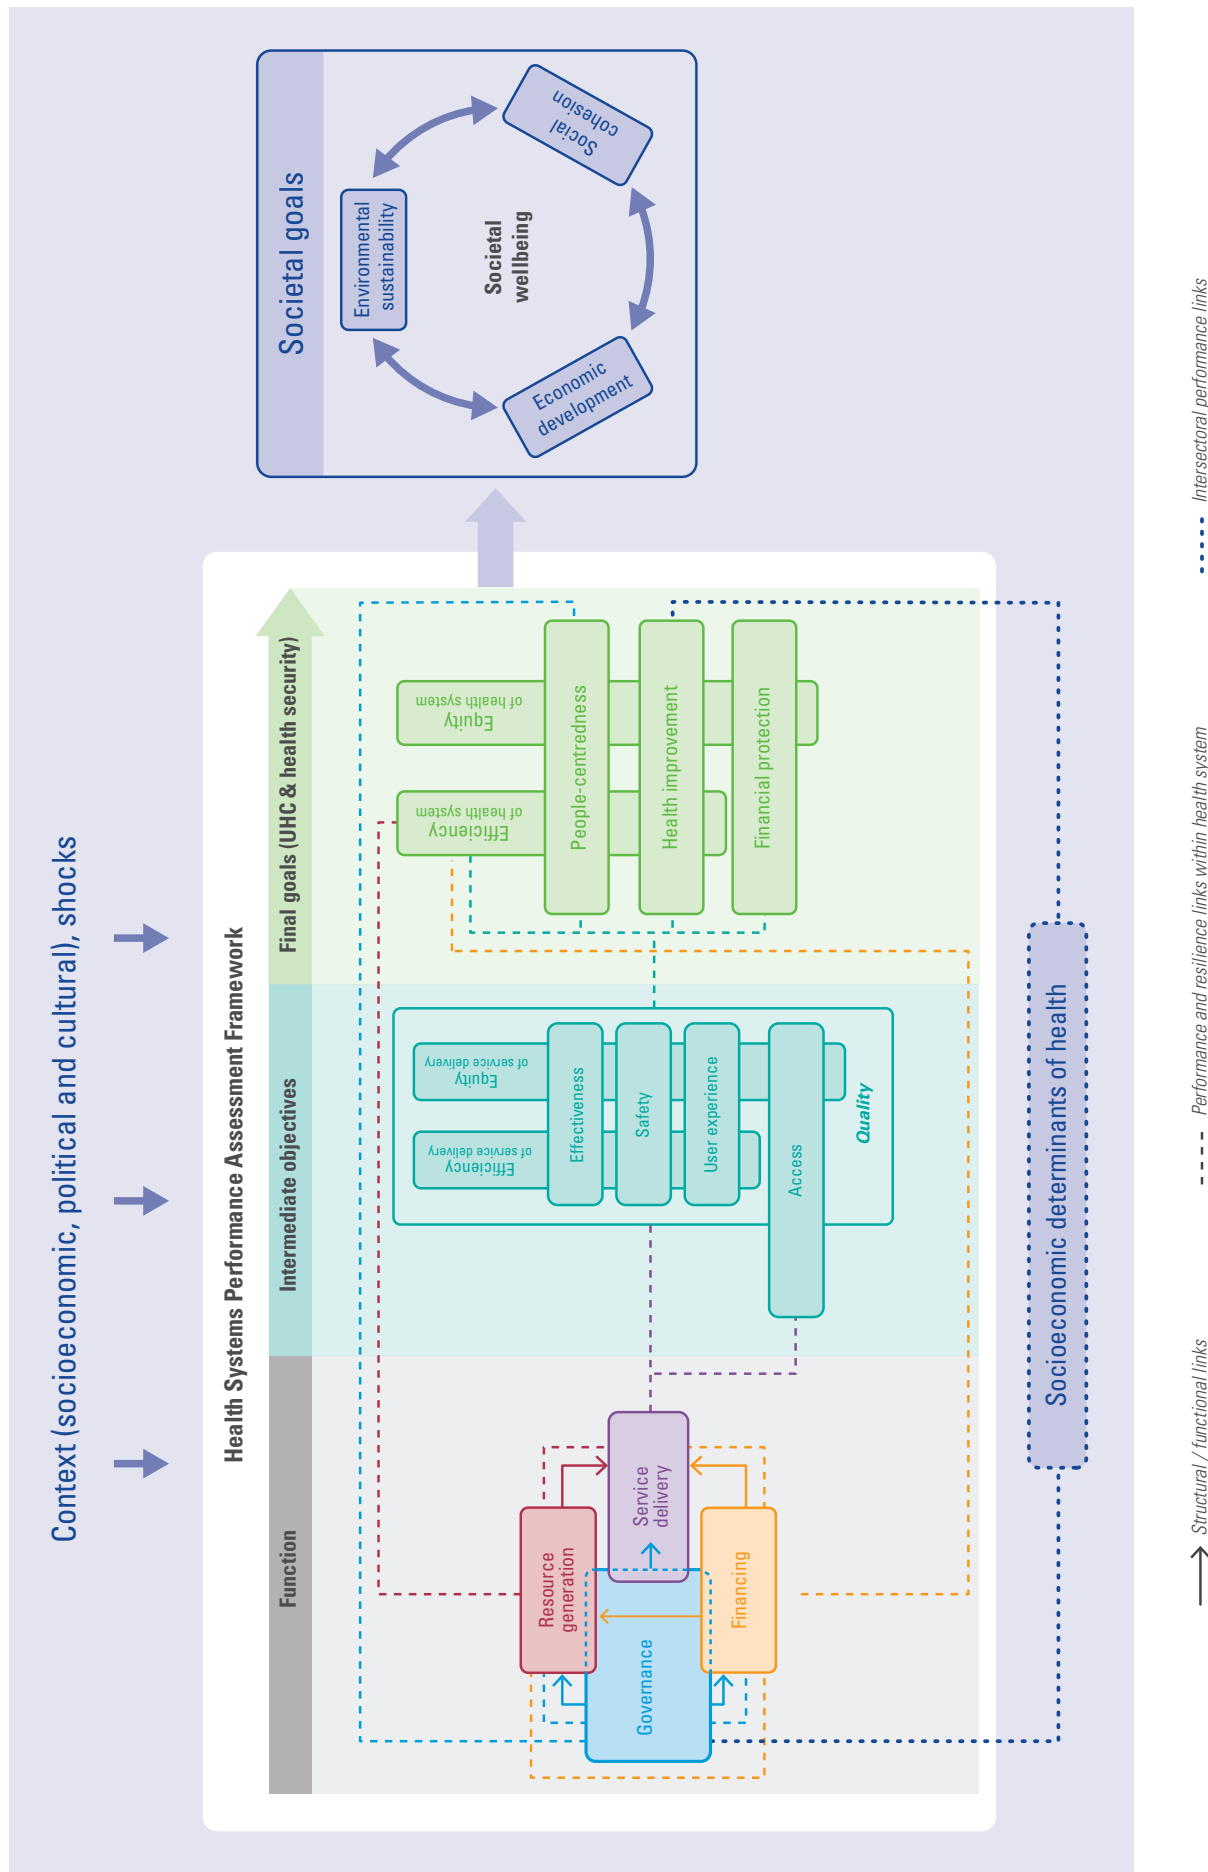 Context (socioeconomic, political and cultural), shocks
Health Systems Performance Assessment Framework
Function
Intermediate objectives
Final goals (UHC & health security)
Resource
generation
Governance
Service
delivery
Financing
Efficiency
of service delivery
Equity
of service delivery
Effectiveness
Safety
User experience
Access
Quality
Efficiency
of health system
Equity
of health system
People-centredness
Health improvement
Financial protection
Societal goals
Environmental
sustainability
Societal
wellbeing
Economic
development
Social
cohesion
Socioeconomic determinants of health
Structural / functional links
Performance and resilience links within health system
Intersectoral performance links